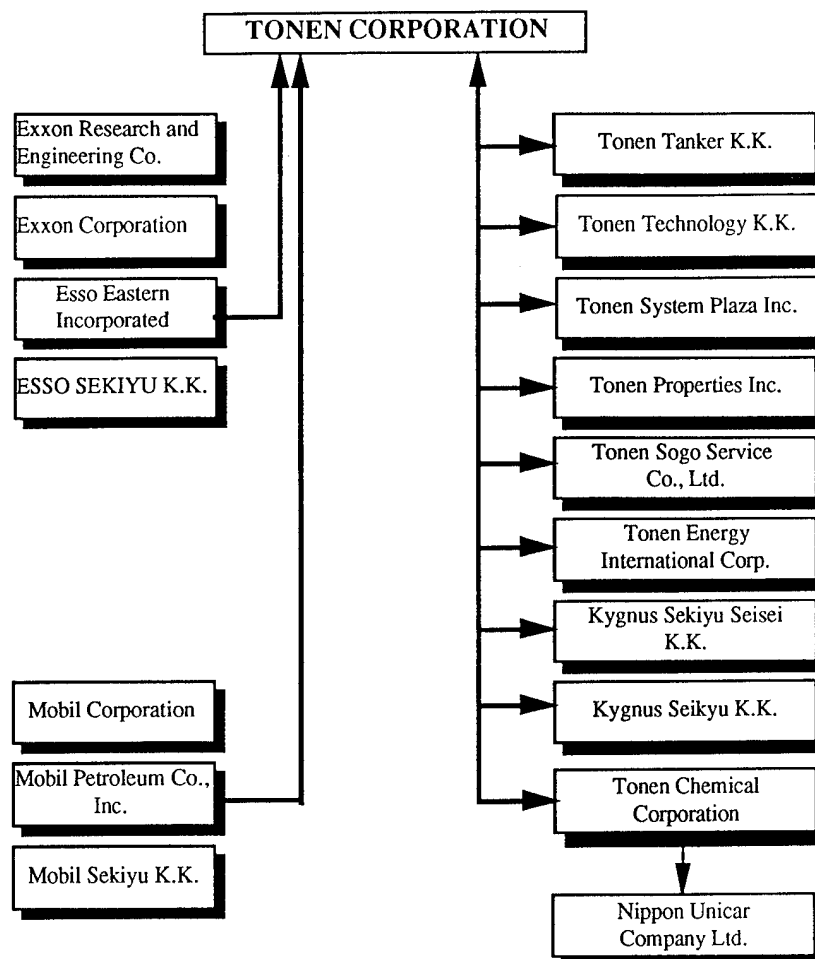 TONEN CORPORATION
Exxon Research and
Engineering Co.
Exxon Corporation
Esso Eastern
Incorporated
ESSO SEKIYU K.K.
Mobil Corporation
Mobil Petroleum Co.,
Inc.
Mobil Sekiyu K.K.
Tonen Tanker K.K.
Tonen Technology K.K.
Tonen System Plaza Inc.
Tonen Properties Inc.
Tonen Sogo Service
Co., Ltd.
Tonen Energy
International Corp.
Kygnus Sekiyu Seisei
K.K.
Kygnus Seikyu K.K.
Tonen Chemical
Corporation
Nippon Unicar
Company Ltd.